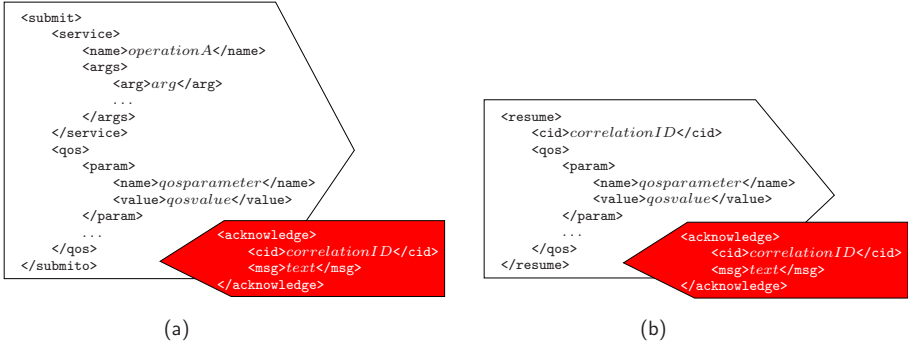 <submit>
<service>
<name>operationA</name>
<args>
<arg>arg</arg>
...
</args>
</service>
<qos>
<param>
<name>qosparameter</name>
<value>qosvalue</value>
</param>
...
</qos>
</submito>
<acknowledge>
<cid>correlationID</cid>
<msg>text</msg>
</acknowledge>
(a)
<resume>
<cid>correlationID</cid>
<qos>
<param>
<name>qosparameter</name>
<value>qosvalue</value>
</param>
...
</qos>
</resume>
<acknowledge>
<cid>correlationID</cid>
<msg>text</msg>
</acknowledge>
(b)